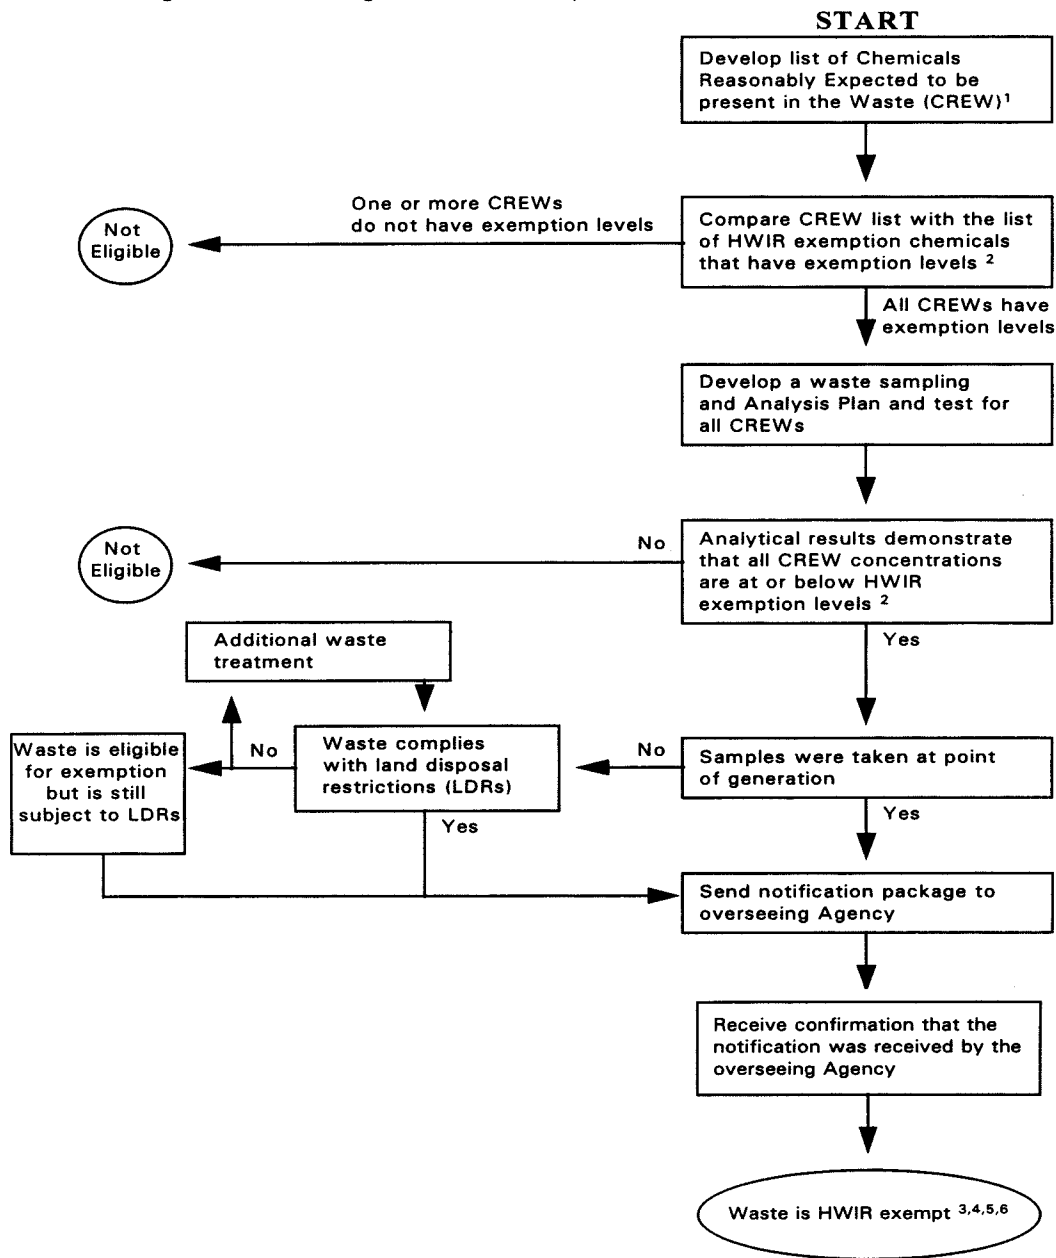 START
Develop list of Chemicals
Reasonably Expected to be
present in the Waste (CREW)¹
One or more CREWs
do not have exemption levels
Not
Eligible
Compare CREW list with the list
of HWIR exemption chemicals
that have exemption levels ²
All CREWs have
exemption levels
Develop a waste sampling
and Analysis Plan and test for
all CREWs
Not
Eligible
No
Analytical results demonstrate
that all CREW concentrations
are at or below HWIR
exemption levels ²
Yes
Additional waste
treatment
Waste is eligible
for exemption
but is still
subject to LDRs
No
Waste complies
with land disposal
restrictions (LDRs)
No
Samples were taken at point
of generation
Yes
Yes
Send notification package to
overseeing Agency
Receive confirmation that the
notification was received by the
overseeing Agency
Waste is HWIR exempt ³,⁴,⁵,⁶